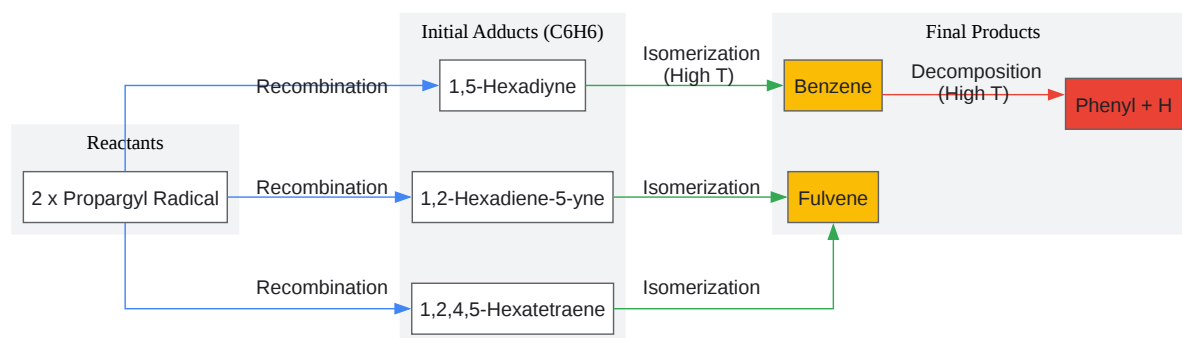 Initial Adducts (C6H6)
Final Products
Isomerization
(High T)
Recombination
1,5-Hexadiyne
Benzene
Decomposition
(High T)
Phenyl + H
Reactants
2 x Propargyl Radical
Recombination
1,2-Hexadiene-5-yne
Isomerization
Fulvene
Recombination
1,2,4,5-Hexatetraene
Isomerization